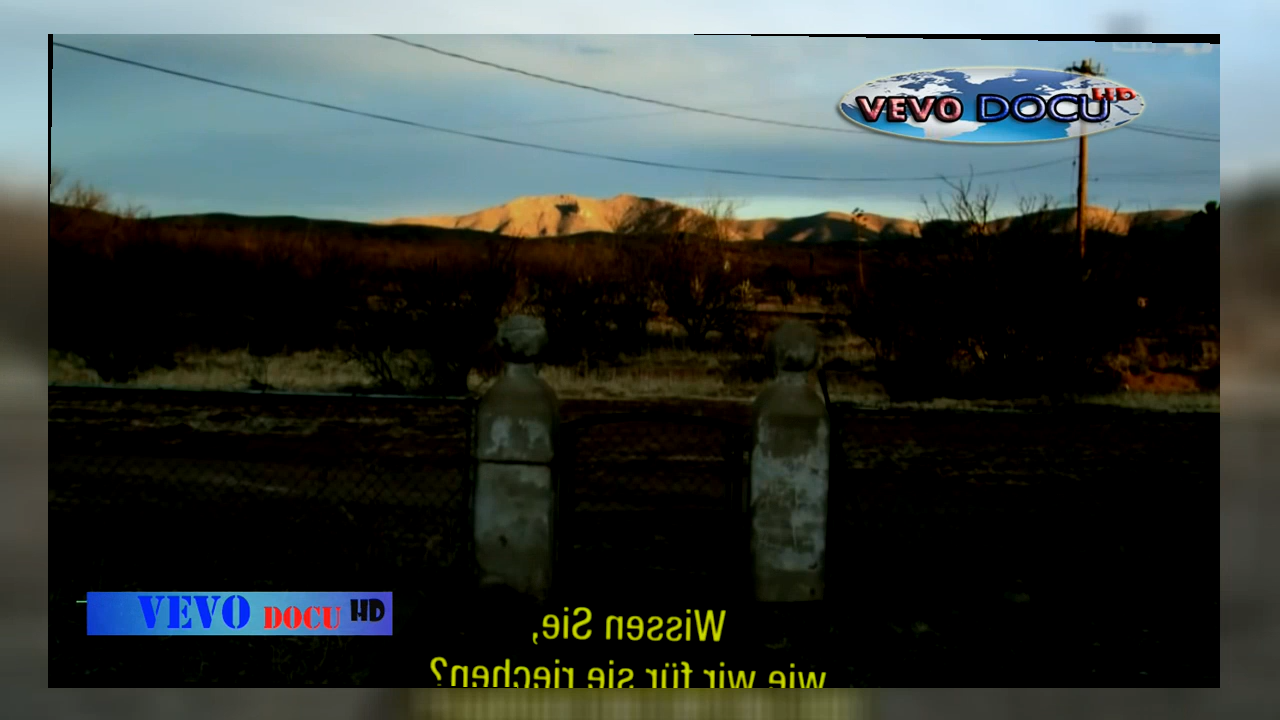 VEVO DOCU HD
VEVO DOCU HD
Wissen Sie,
wie wir für sie riechen?